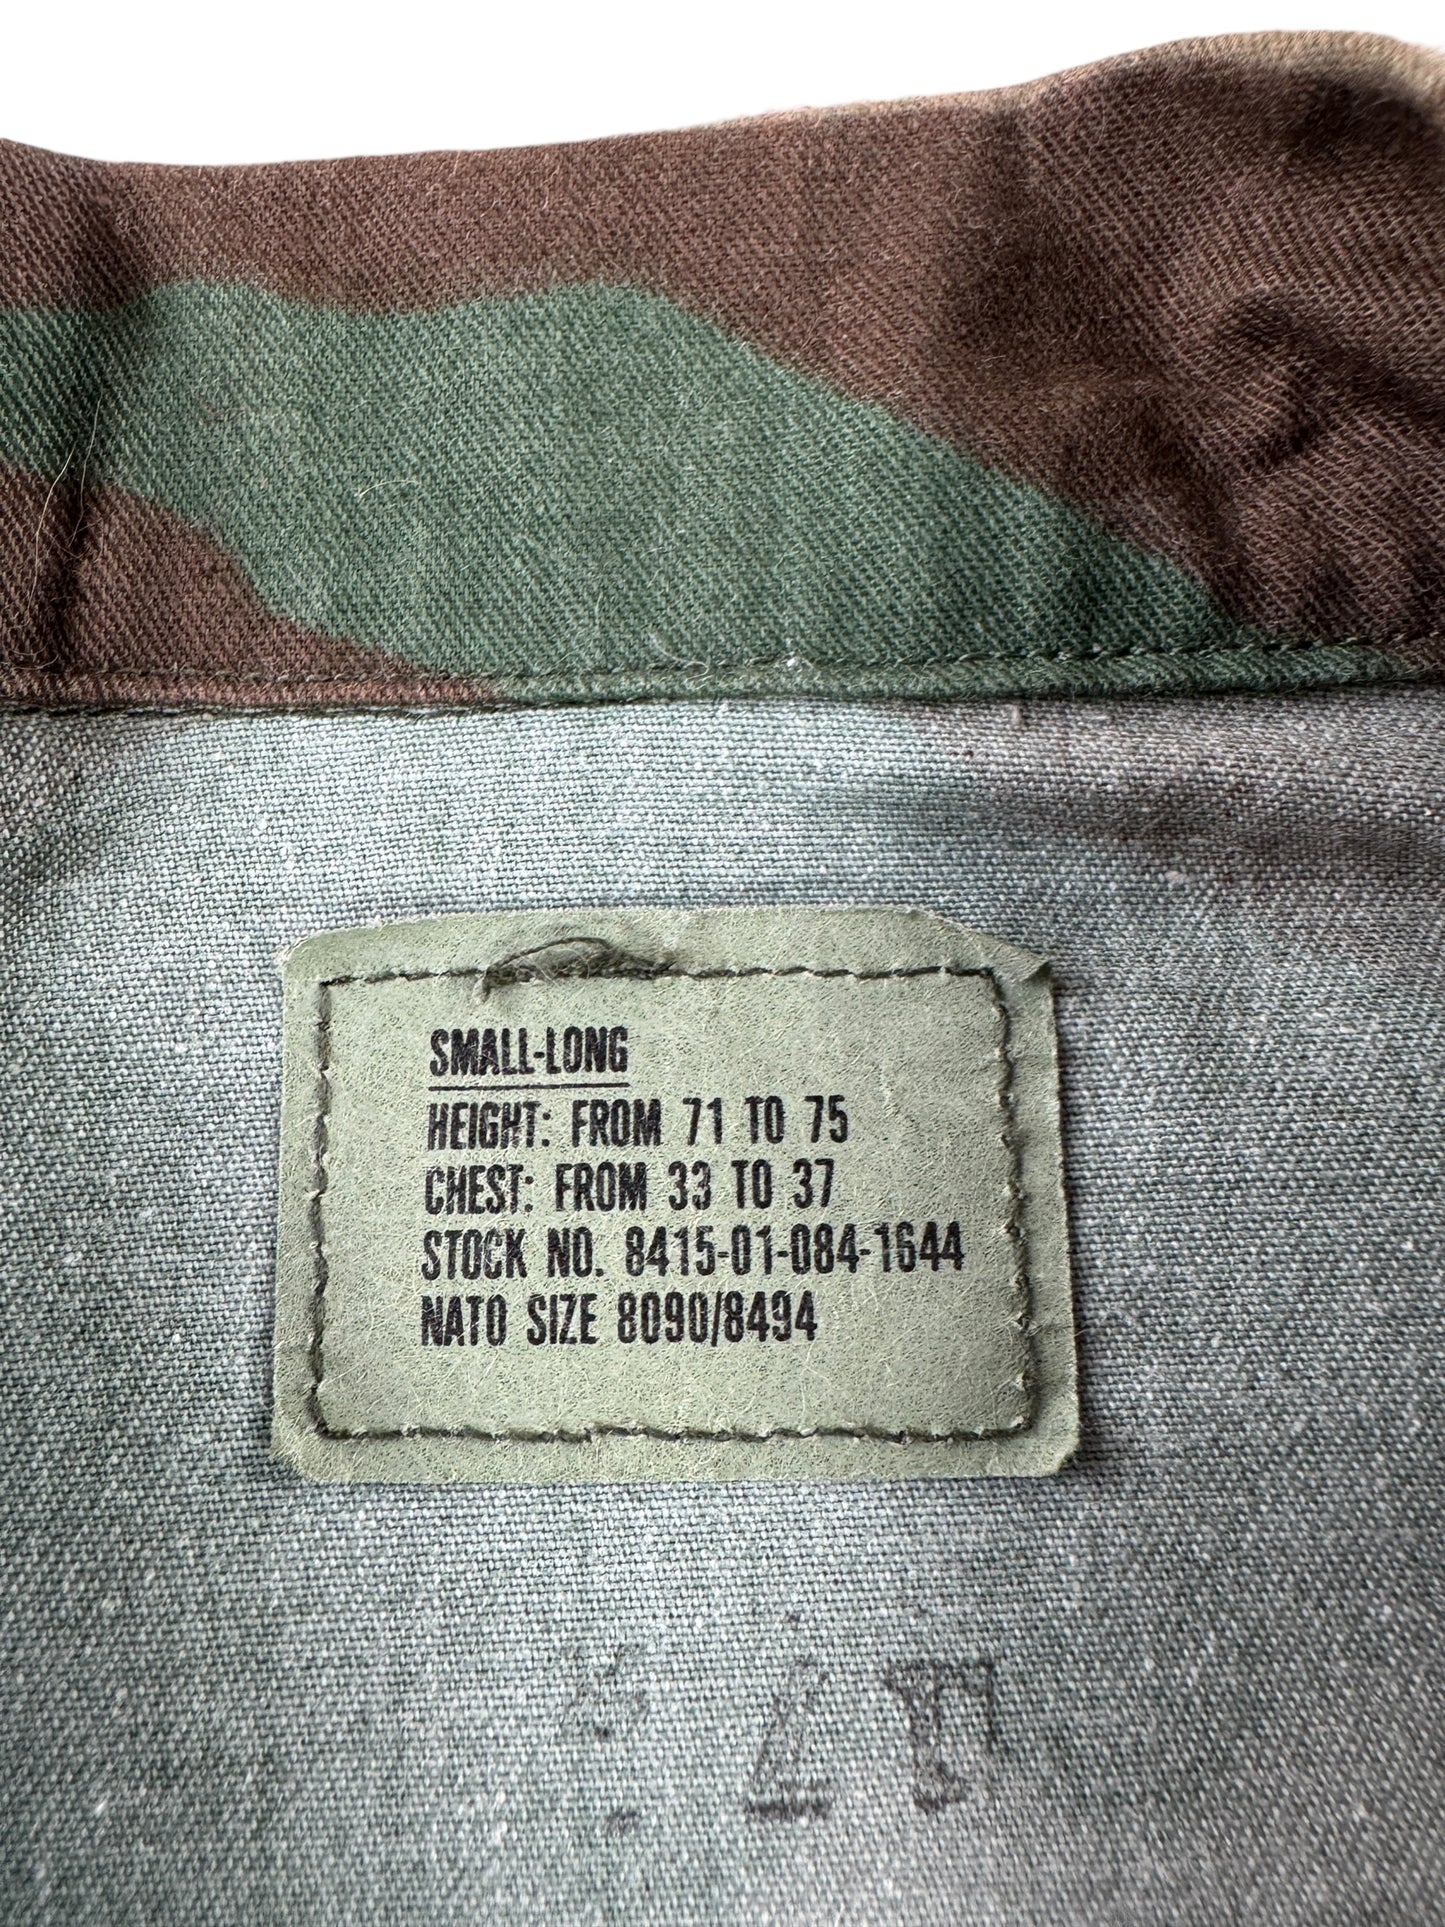 SMALL-LONG
HEIGHT: FROM 71 TO 75
CHEST: FROM 33 TO 37
STOCK NO. 8415-01-084-1644
NATO SIZE 8090/8494